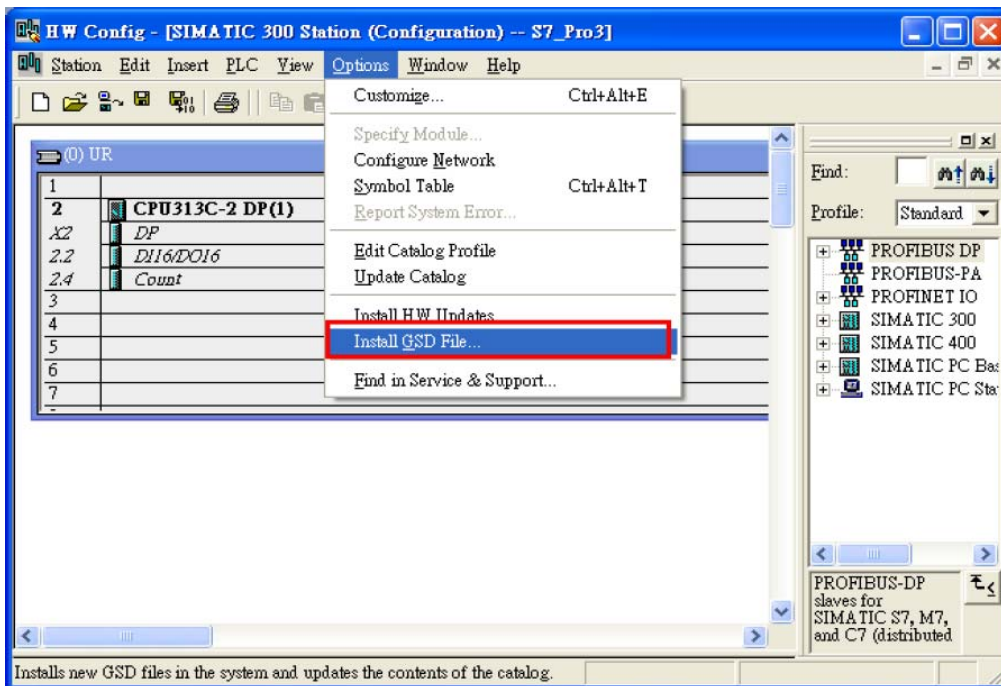 HW Config - [SIMATIC 300 Station (Configuration) -- S7_Pro3]
Station Edit Insert PLC View Options Window Help
Customize... Ctrl+Alt+E
Specify Module...
Configure Network
Symbol Table Ctrl+Alt+T
Report System Error...
Edit Catalog Profile
Update Catalog
Install HW Updates
Install GSD File...
Find in Service & Support...
(0) UR
1
2 CPU313C-2 DP(1)
X2 DP
2.2 DI16/DO16
2.4 Count
3
4
5
6
7
Find:
Profile: Standard
PROFIBUS DP
PROFIBUS-PA
PROFINET IO
SIMATIC 300
SIMATIC 400
SIMATIC PC Bas
SIMATIC PC Sta
PROFIBUS-DP
slaves for
SIMATIC S7, M7,
and C7 (distributed
Installs new GSD files in the system and updates the contents of the catalog.